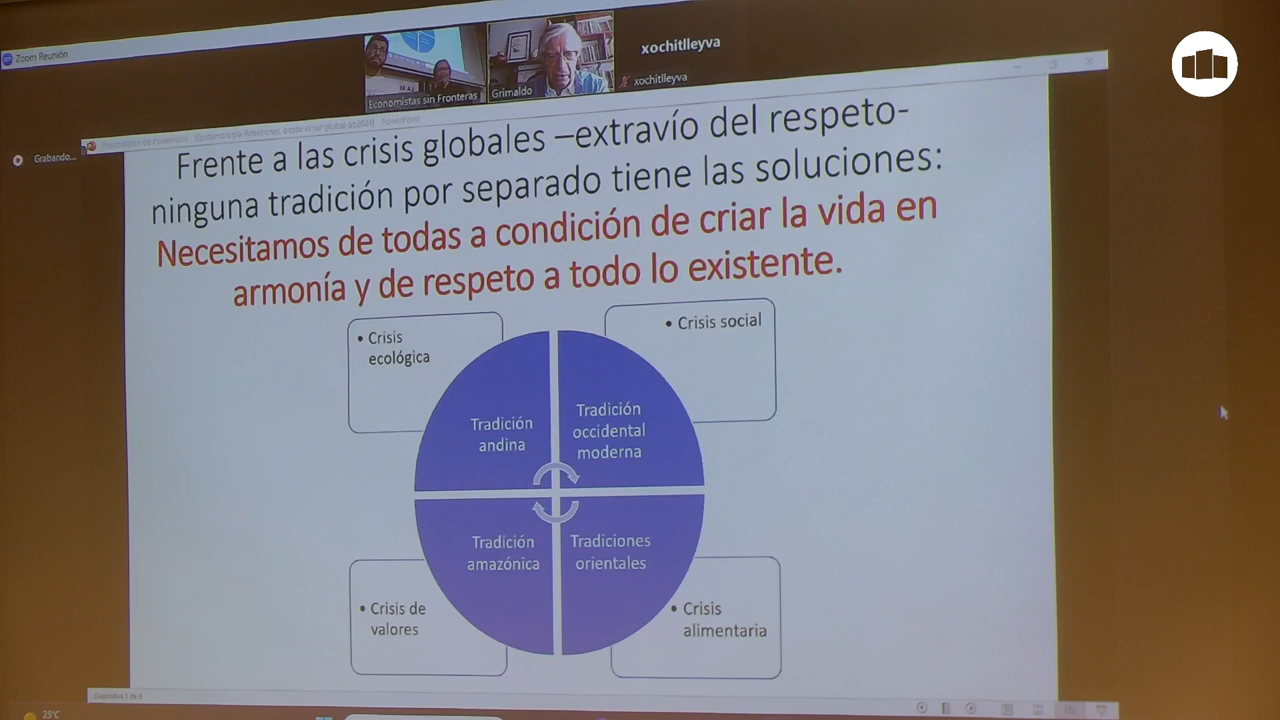 Zoom Reunión
Economistas sin Fronteras
Grimaldo
xochitlleyva
xochitlleyva
Grabando...
Frente a las crisis globales –extravío del respeto-
ninguna tradición por separado tiene las soluciones:
Necesitamos de todas a condición de criar la vida en
armonía y de respeto a todo lo existente.
• Crisis
ecológica
• Crisis social
Tradición
andina
Tradición
occidental
moderna
Tradición
amazónica
Tradiciones
orientales
• Crisis de
valores
• Crisis
alimentaria
25°C